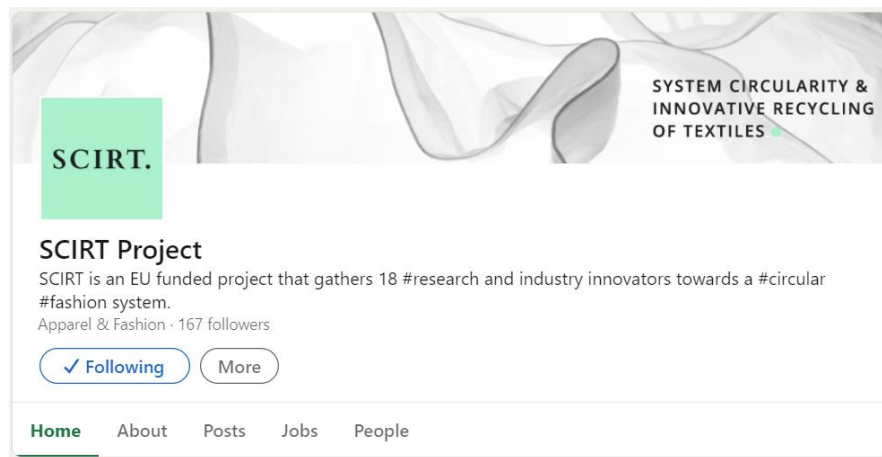 SYSTEM CIRCULARITY &
INNOVATIVE RECYCLING
OF TEXTILES
SCIRT.
SCIRT Project
SCIRT is an EU funded project that gathers 18 #research and industry innovators towards a #circular
#fashion system.
Apparel & Fashion · 167 followers
✓ Following More
Home About Posts Jobs People